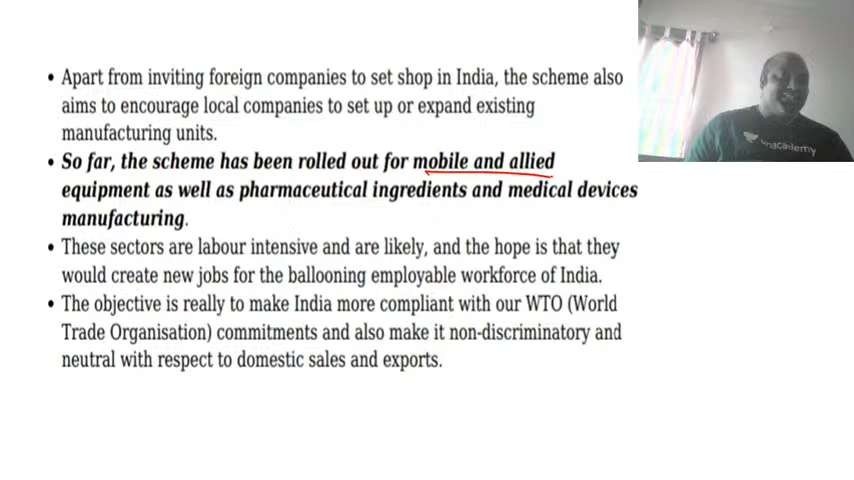 • Apart from inviting foreign companies to set shop in India, the scheme also
aims to encourage local companies to set up or expand existing
manufacturing units.
• So far, the scheme has been rolled out for mobile and allied
equipment as well as pharmaceutical ingredients and medical devices
manufacturing.
• These sectors are labour intensive and are likely, and the hope is that they
would create new jobs for the ballooning employable workforce of India.
• The objective is really to make India more compliant with our WTO (World
Trade Organisation) commitments and also make it non-discriminatory and
neutral with respect to domestic sales and exports.
unacademy